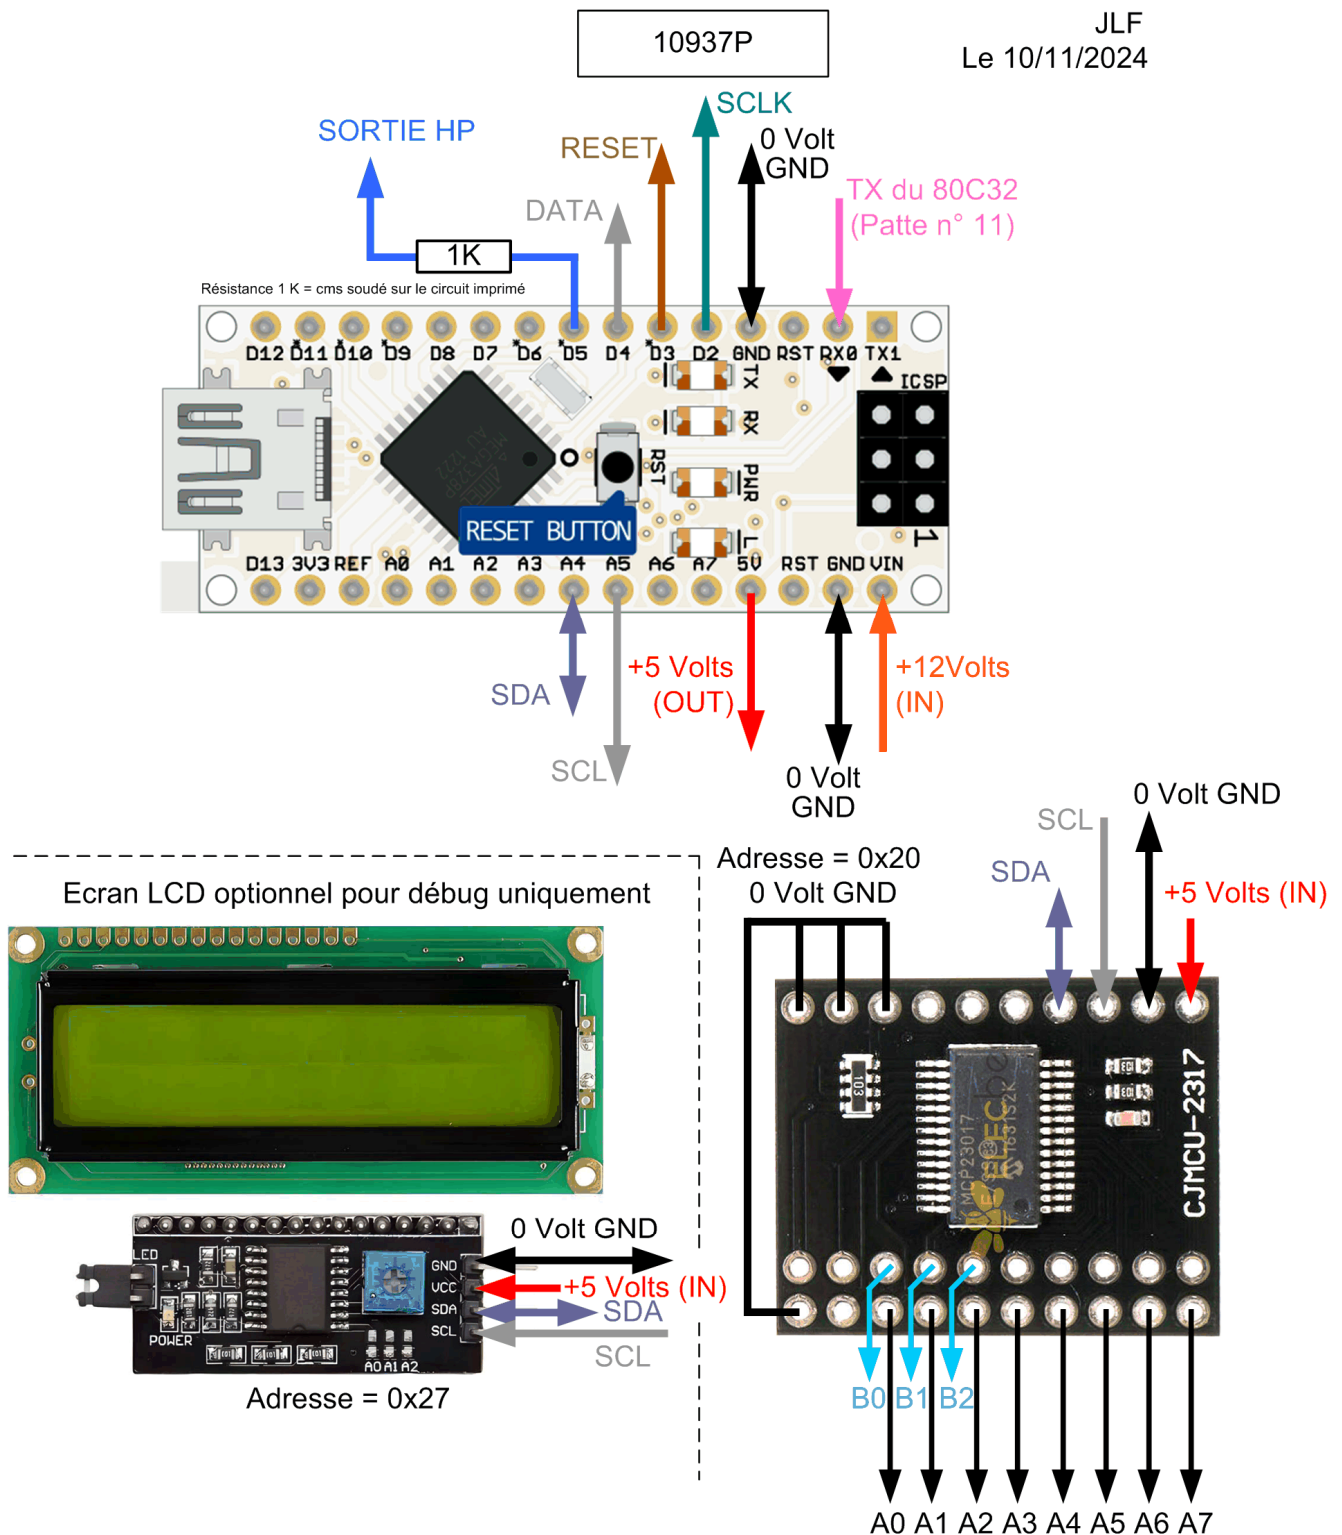 10937P
JLF
Le 10/11/2024
SCLK
SORTIE HP
RESET
0 Volt
GND
DATA
TX du 80C32
(Patte n° 11)
1K
Résistance 1 K = cms soudé sur le circuit imprimé
D12 *D11 *D10 *D9 D8 D7 *D6 *D5 D4 *D3 D2 GND RST RX0 TX1
TX
ICSP
RX
RST
PWR
MEGA328P
AU 1222
RESET BUTTON
L
1
D13 3V3 REF A0 A1 A2 A3 A4 A5 A6 A7 5V RST GND VIN
SDA
+5 Volts
(OUT)
+12Volts
(IN)
SCL
0 Volt
GND
0 Volt GND
SCL
Adresse = 0x20
SDA
0 Volt GND
+5 Volts (IN)
Ecran LCD optionnel pour débug uniquement
103
103
103
MCP23017
CJMCU-2317
LED
0 Volt GND
GND
VCC
+5 Volts (IN)
SDA
SDA
SCL
SCL
POWER
A0 A1 A2
Adresse = 0x27
B0 B1 B2
A0 A1 A2 A3 A4 A5 A6 A7